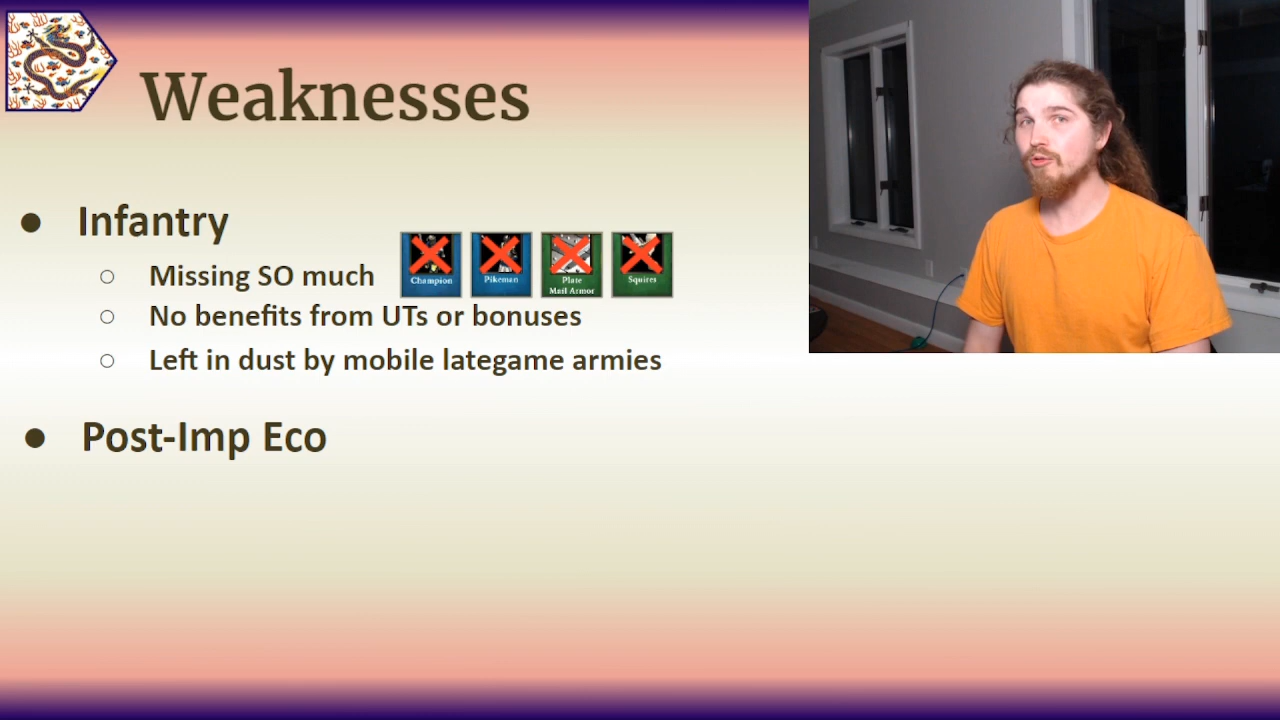 Weaknesses
● Infantry
○ Missing SO much
Champion
Pikeman
Plate
Mail Armor
Squires
○ No benefits from UTs or bonuses
○ Left in dust by mobile lategame armies
● Post-Imp Eco